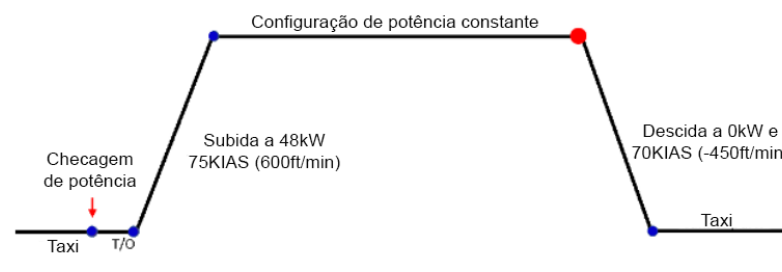 Configuração de potência constante
Subida a 48kW
75KIAS (600ft/min)
Descida a 0kW e
70KIAS (-450ft/min
Checagem
de potência
Taxi
T/O
Taxi